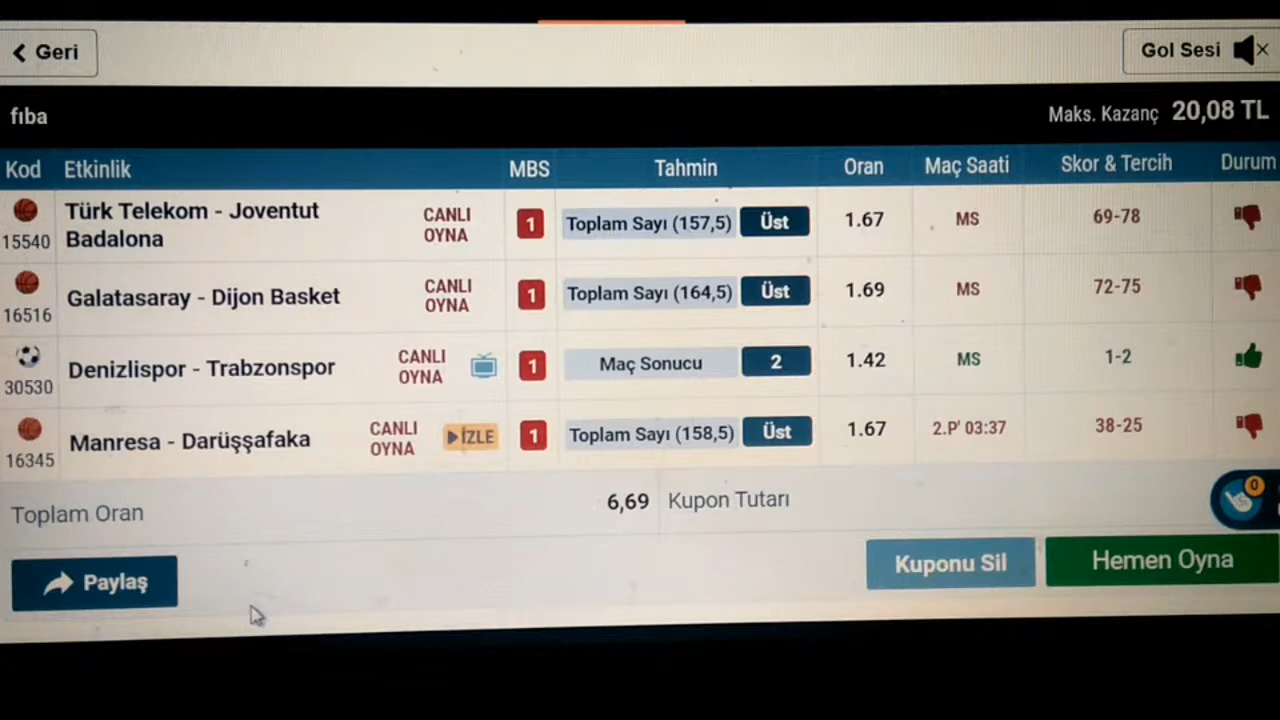 Geri
Gol Sesi
fıba
Maks. Kazanç 20,08 TL
Kod Etkinlik MBS Tahmin Oran Maç Saati Skor & Tercih Durum
15540 Türk Telekom - Joventut Badalona CANLI OYNA 1 Toplam Sayı (157,5) Üst 1.67 MS 69-78
16516 Galatasaray - Dijon Basket CANLI OYNA 1 Toplam Sayı (164,5) Üst 1.69 MS 72-75
30530 Denizlispor - Trabzonspor CANLI OYNA 1 Maç Sonucu 2 1.42 MS 1-2
16345 Manresa - Darüşşafaka CANLI OYNA İZLE 1 Toplam Sayı (158,5) Üst 1.67 2.P' 03:37 38-25
Toplam Oran 6,69 Kupon Tutarı
0
Paylaş Kuponu Sil Hemen Oyna